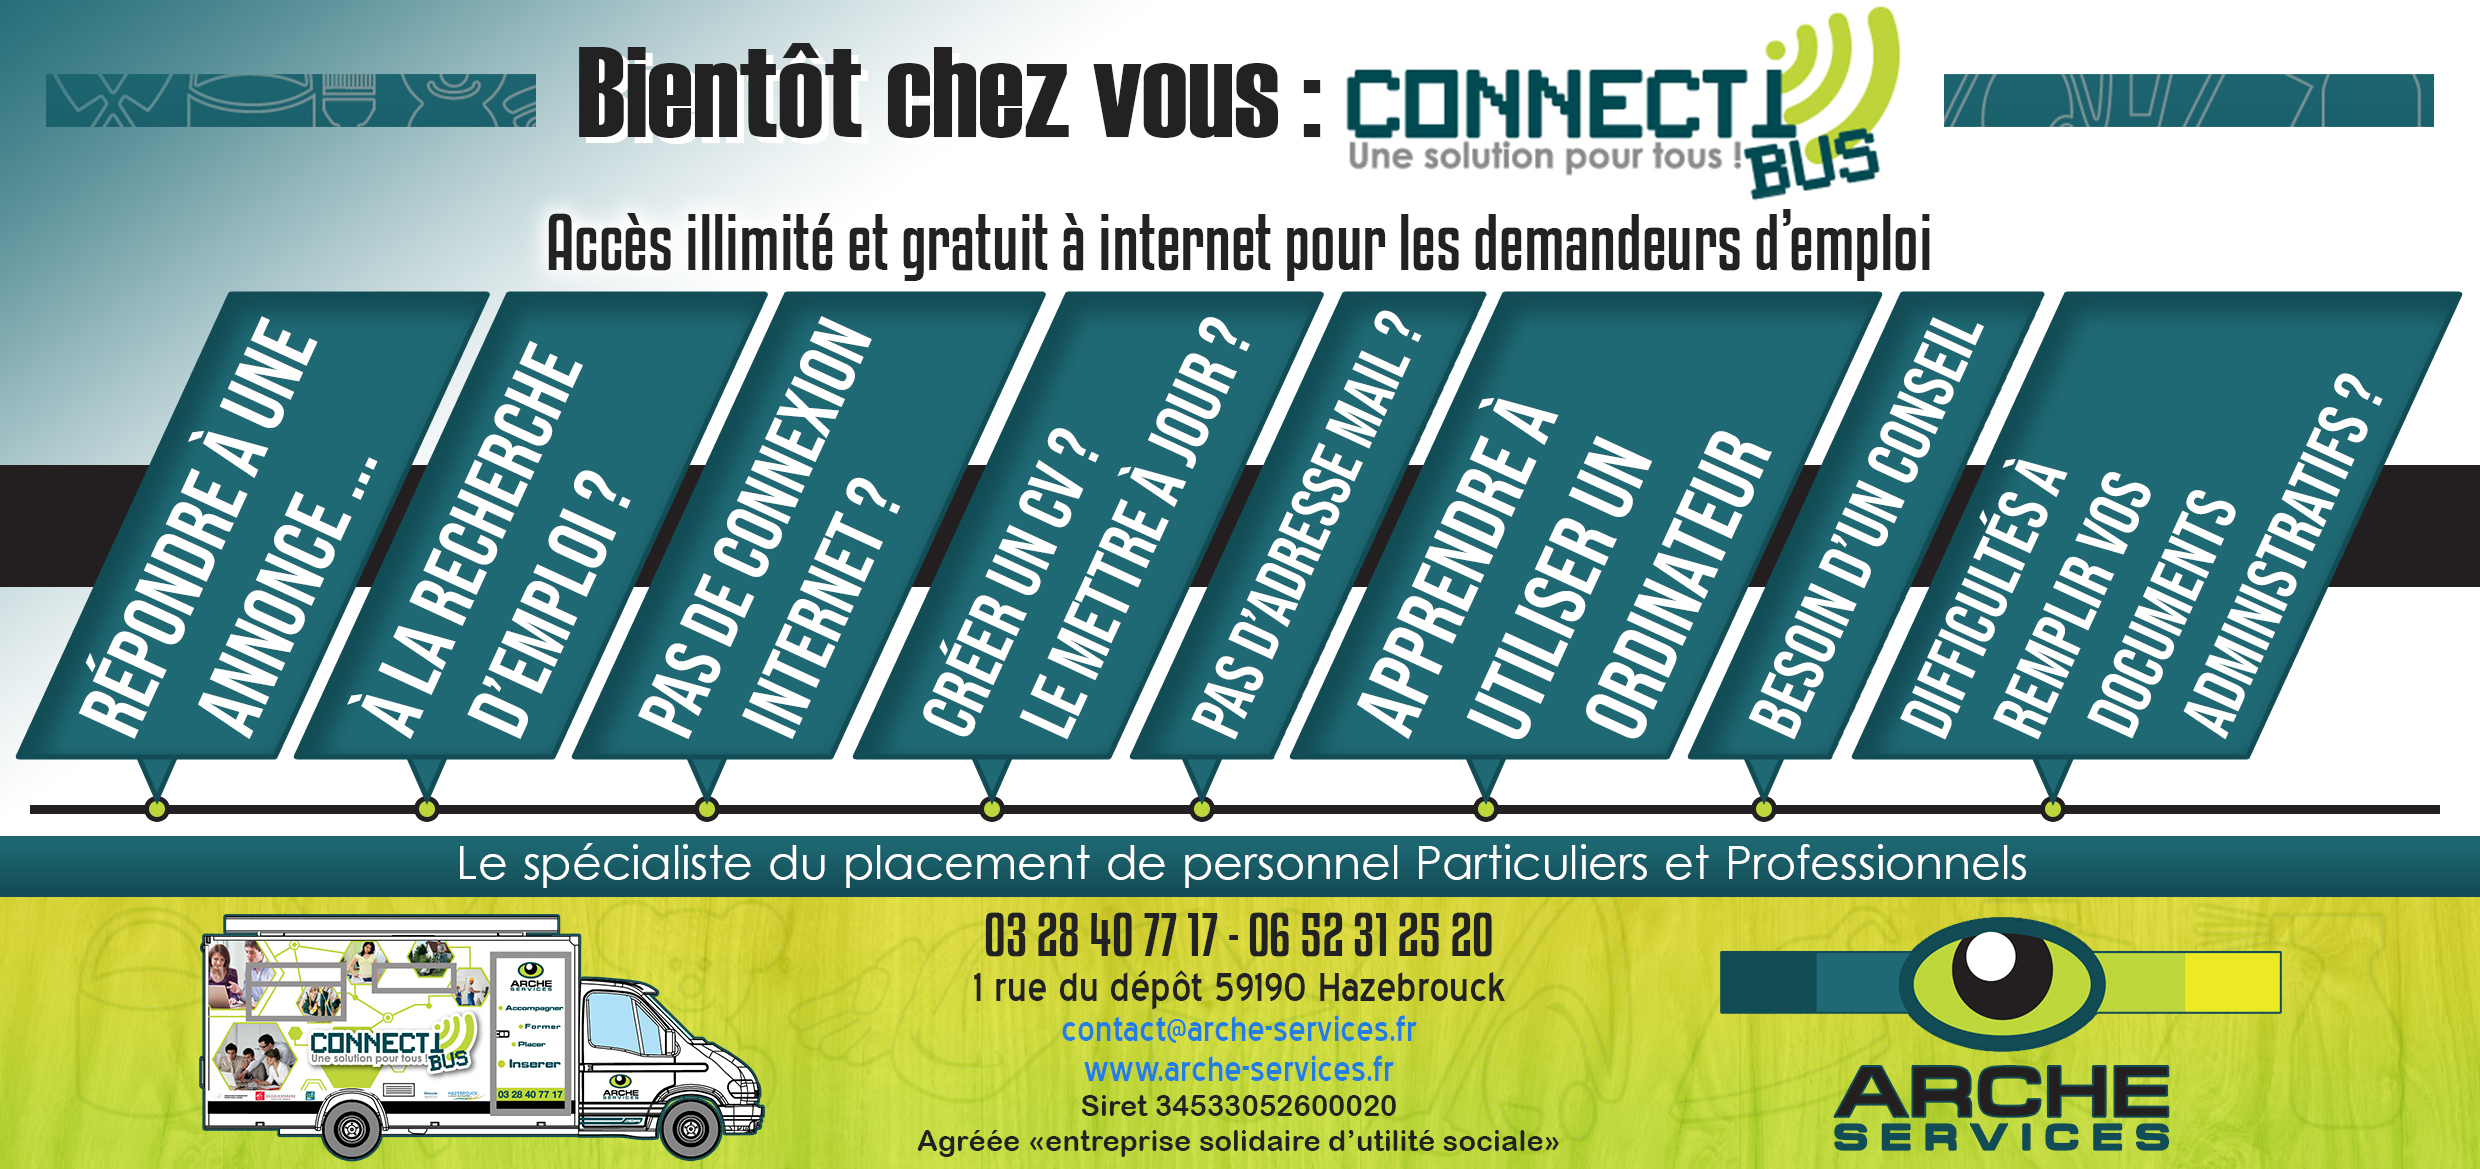 Bientôt chez vous :
CONNECTI
BUS
Une solution pour tous !
Accès illimité et gratuit à internet pour les demandeurs d'emploi
RÉPONDRE À UNE
ANNONCE ...
À LA RECHERCHE
D'EMPLOI ?
PAS DE CONNEXION
INTERNET ?
CRÉER UN CV ?
LE METTRE À JOUR ?
PAS D'ADRESSE MAIL ?
APPRENDRE À
UTILISER UN
ORDINATEUR
BESOIN D'UN CONSEIL
DIFFICULTÉS À
REMPLIR VOS
DOCUMENTS
ADMINISTRATIFS ?
Le spécialiste du placement de personnel Particuliers et Professionnels
03 28 40 77 17 - 06 52 31 25 20
1 rue du dépôt 59190 Hazebrouck
contact@arche-services.fr
www.arche-services.fr
Siret 34533052600020
Agréée «entreprise solidaire d'utilité sociale»
ARCHE
SERVICES
Accompagner
Former
Placer
Inserer
03 28 40 77 17
CONNECTI
BUS
Une solution pour tous !
ARCHE
SERVICES
ARCHE
SERVICES